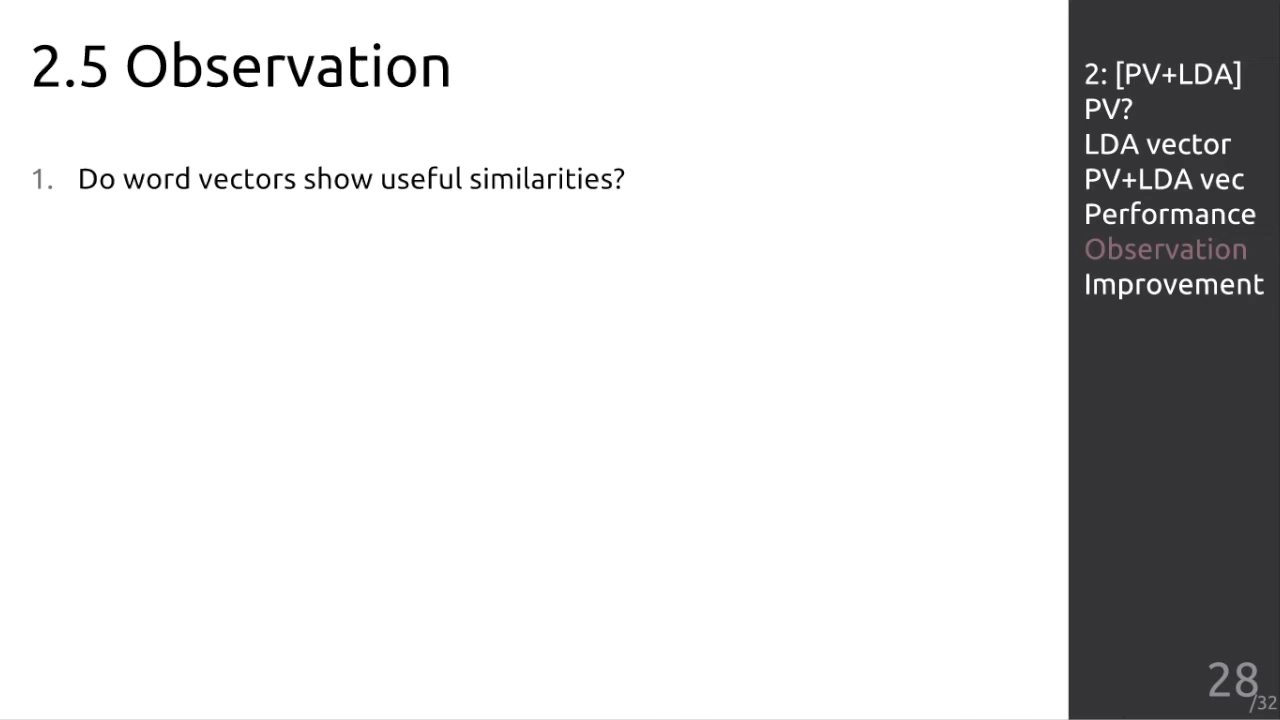 2.5 Observation
1. Do word vectors show useful similarities?
2: [PV+LDA]
PV?
LDA vector
PV+LDA vec
Performance
Observation
Improvement
28/32